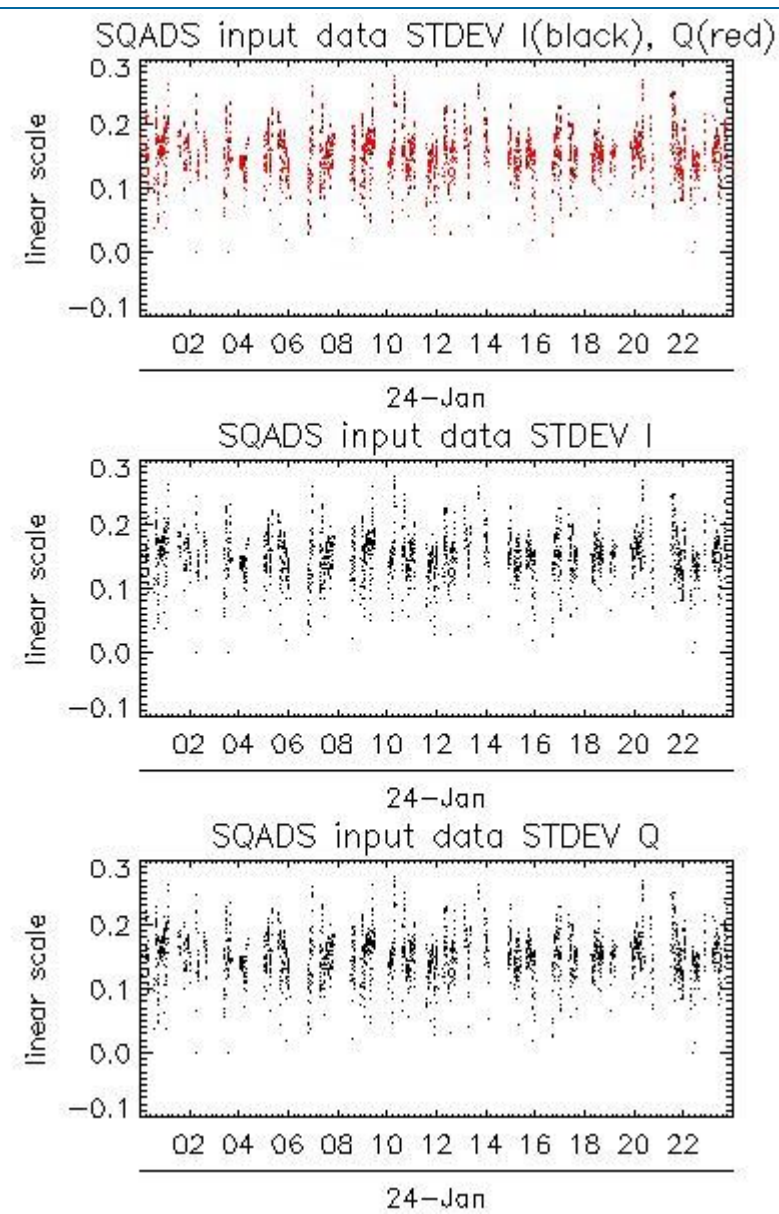 SQADS input data STDEV I(black), Q(red)
linear scale
0.3
0.2
0.1
0.0
−0.1
02 04 06 08 10 12 14 16 18 20 22
24−Jan
SQADS input data STDEV I
linear scale
0.3
0.2
0.1
0.0
−0.1
02 04 06 08 10 12 14 16 18 20 22
24−Jan
SQADS input data STDEV Q
linear scale
0.3
0.2
0.1
0.0
−0.1
02 04 06 08 10 12 14 16 18 20 22
24−Jan